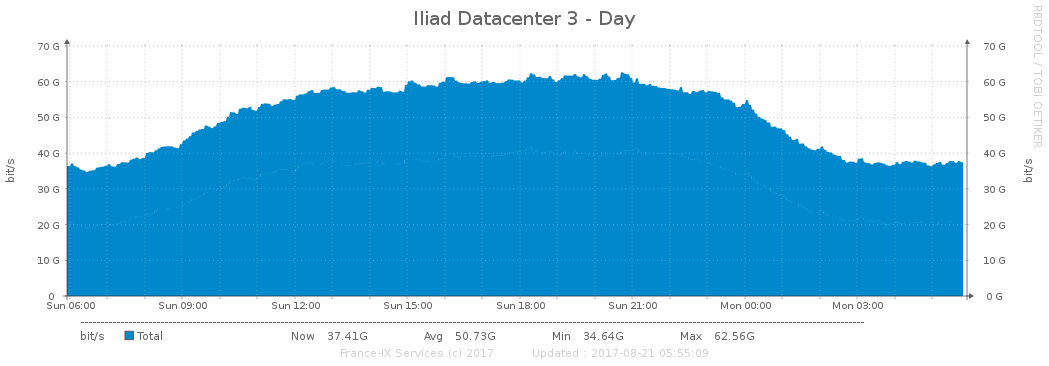 Iliad Datacenter 3 - Day
RRDTOOL / TOBI OETIKER
70 G 70 G
60 G 60 G
50 G 50 G
40 G 40 G
30 G 30 G
20 G 20 G
10 G 10 G
0 0 G
bit/s bit/s
Sun 06:00 Sun 09:00 Sun 12:00 Sun 15:00 Sun 18:00 Sun 21:00 Mon 00:00 Mon 03:00
bit/s Total Now 37.41G Avg 50.73G Min 34.64G Max 62.56G
France-IX Services (c) 2017 Updated : 2017-08-21 05:55:09